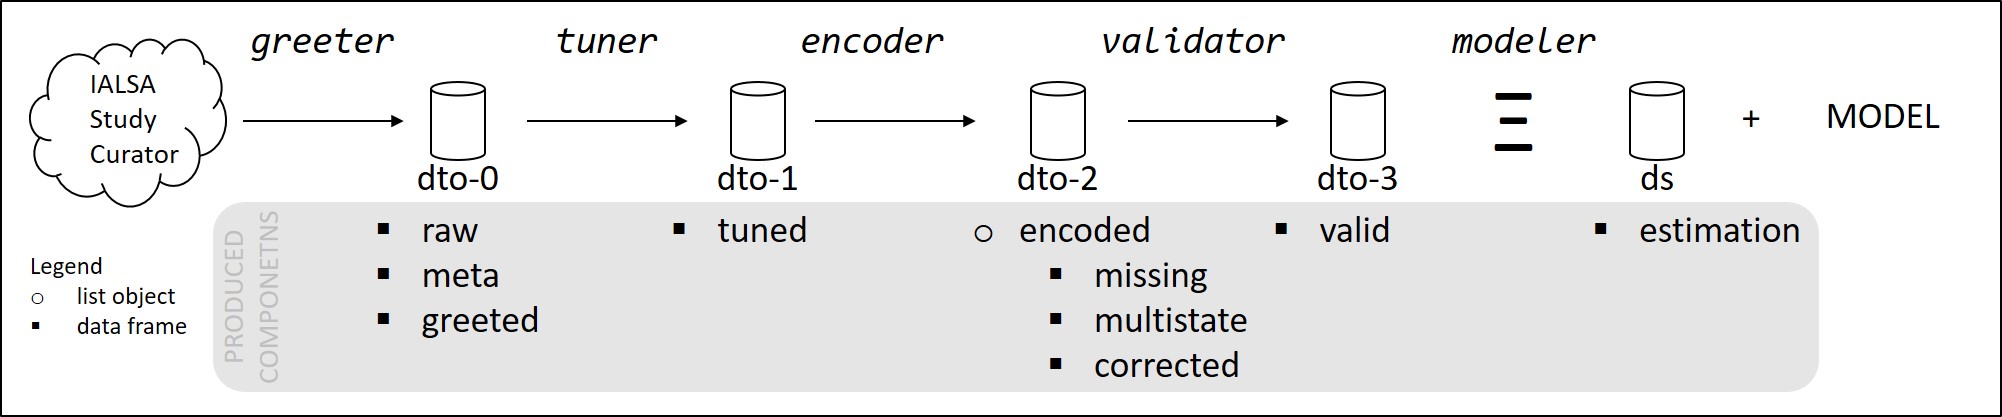 greeter tuner encoder validator modeler
IALSA
Study
Curator
+ MODEL
dto-0 dto-1 dto-2 dto-3 ds
PRODUCED
COMPONETNS
▪ raw ▪ tuned ○ encoded ▪ valid ▪ estimation
▪ meta ▪ missing
▪ greeted ▪ multistate
▪ corrected
Legend
○ list object
▪ data frame